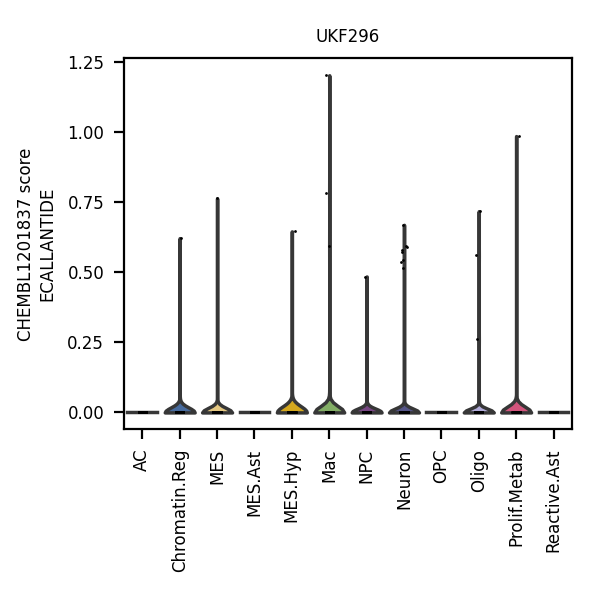 UKF296
CHEMBL1201837 score
ECALLANTIDE
1.25
1.00
0.75
0.50
0.25
0.00
AC
Chromatin.Reg
MES
MES.Ast
MES.Hyp
Mac
NPC
Neuron
OPC
Oligo
Prolif.Metab
Reactive.Ast